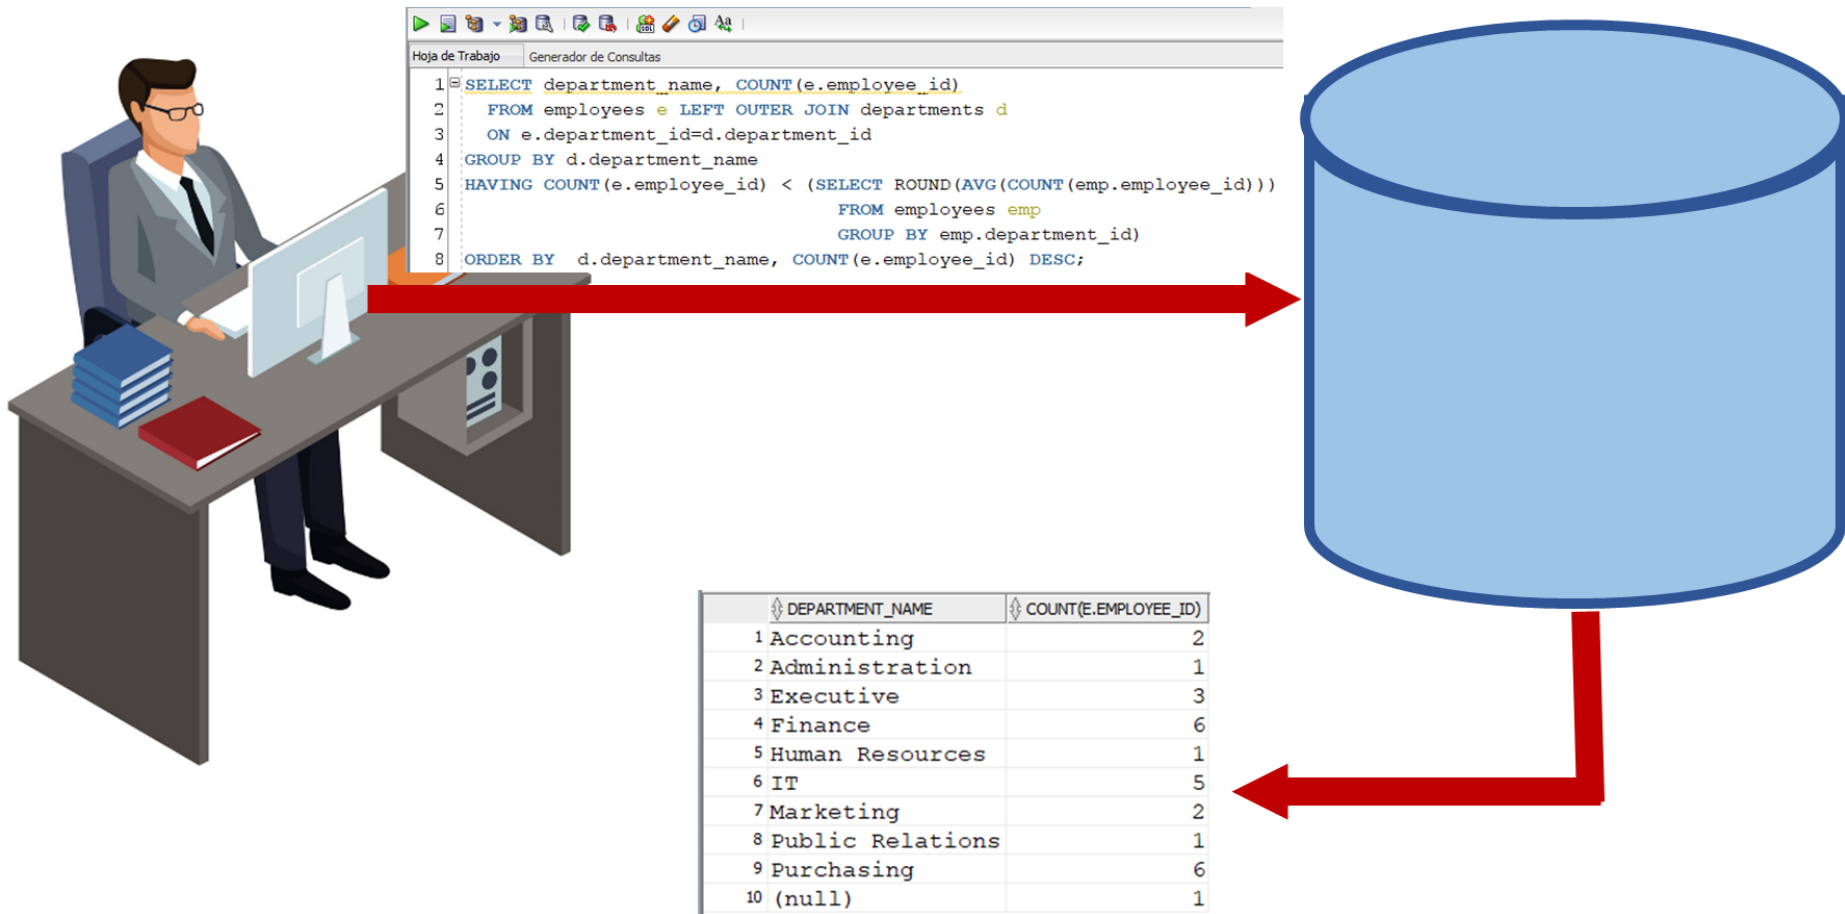 Hoja de Trabajo Generador de Consultas
1 SELECT department_name, COUNT(e.employee_id)
2 FROM employees e LEFT OUTER JOIN departments d
3 ON e.department_id=d.department_id
4 GROUP BY d.department_name
5 HAVING COUNT(e.employee_id) < (SELECT ROUND(AVG(COUNT(emp.employee_id)))
6 FROM employees emp
7 GROUP BY emp.department_id)
8 ORDER BY d.department_name, COUNT(e.employee_id) DESC;
DEPARTMENT_NAME COUNT(E.EMPLOYEE_ID)
1 Accounting 2
2 Administration 1
3 Executive 3
4 Finance 6
5 Human Resources 1
6 IT 5
7 Marketing 2
8 Public Relations 1
9 Purchasing 6
10 (null) 1